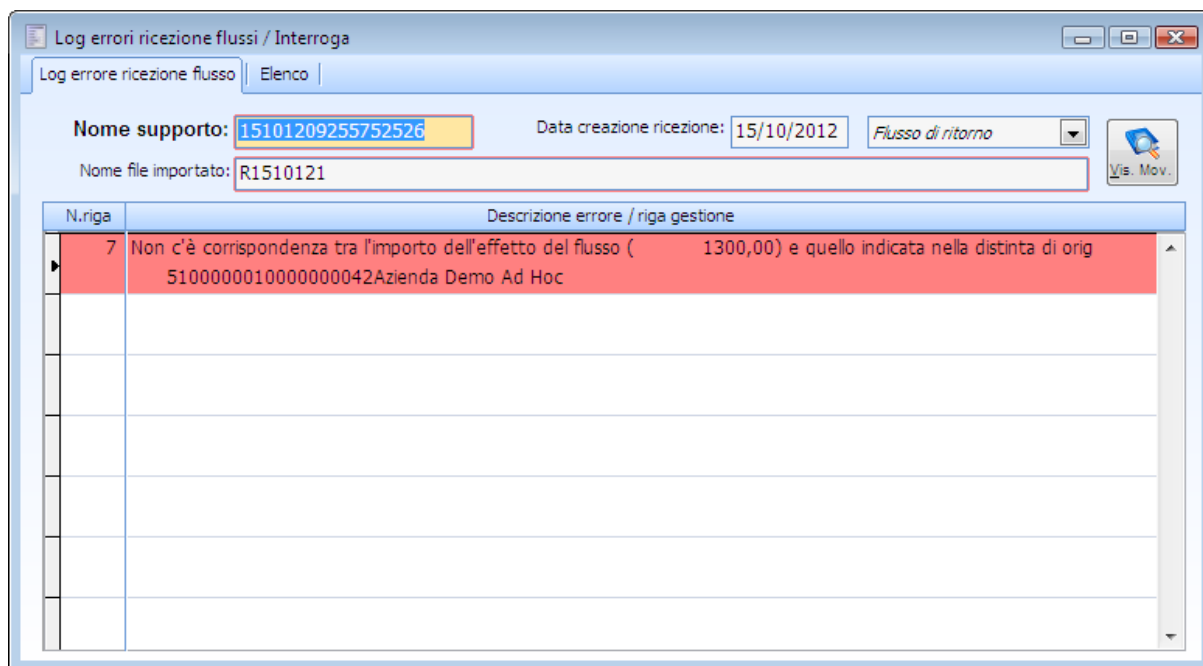 Log errori ricezione flussi / Interroga
Log errore ricezione flusso Elenco
Nome supporto: 15101209255752526 Data creazione ricezione: 15/10/2012 Flusso di ritorno
Nome file importato: R1510121 Vis. Mov.
N.riga Descrizione errore / riga gestione
7 Non c'è corrispondenza tra l'importo dell'effetto del flusso ( 1300,00) e quello indicata nella distinta di orig
5100000010000000042Azienda Demo Ad Hoc